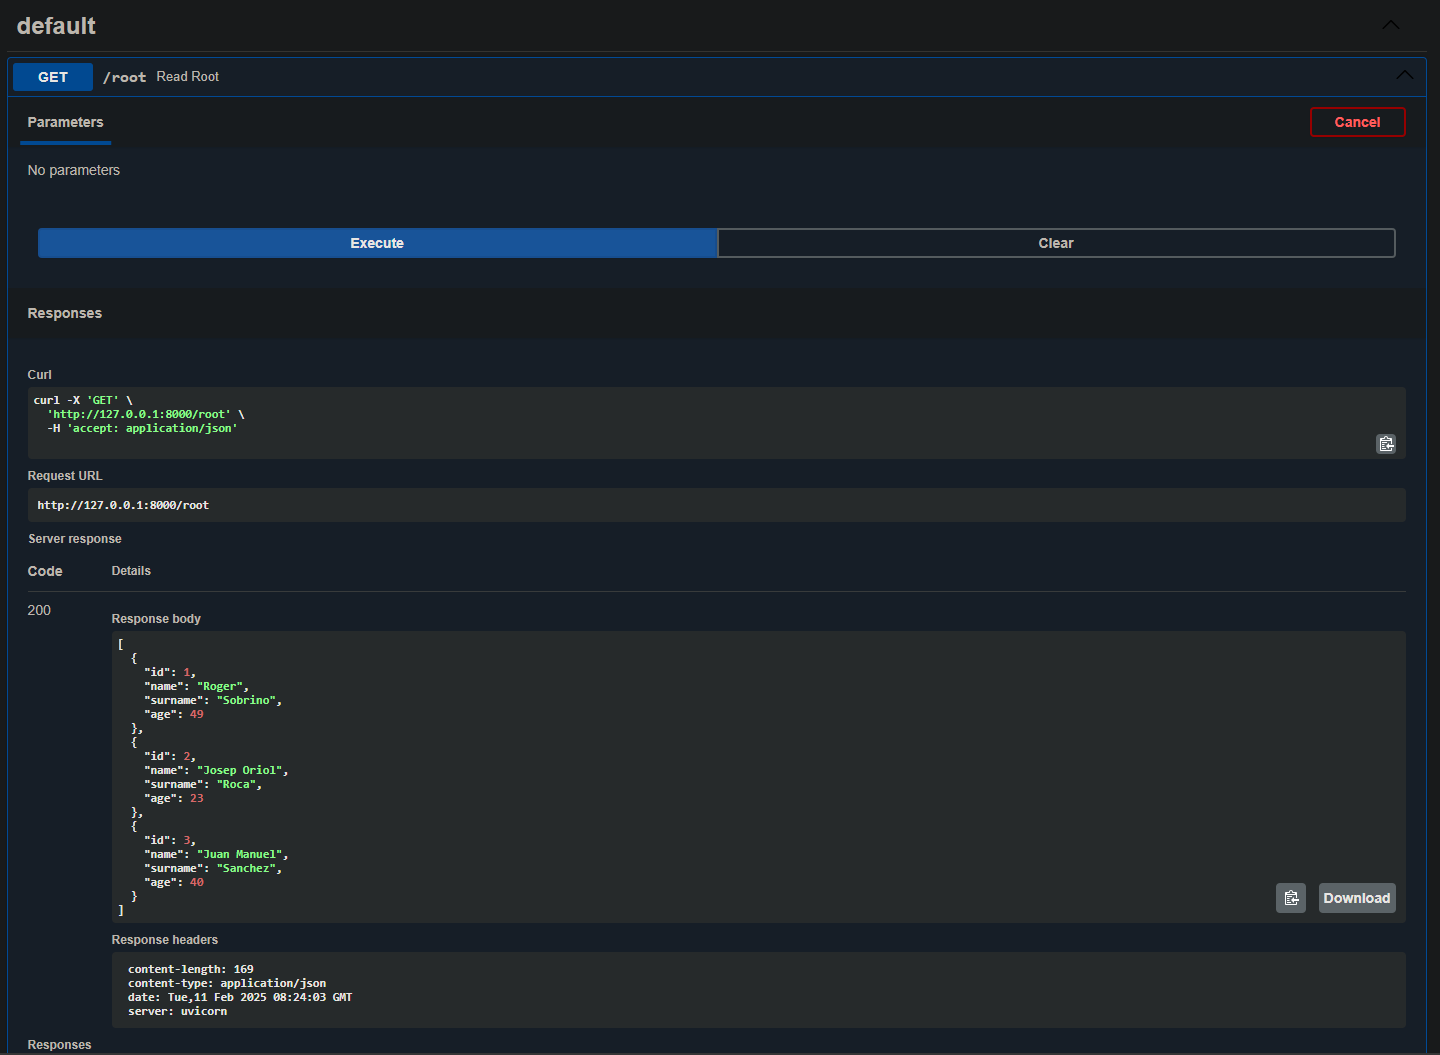 default
GET /root Read Root
Parameters Cancel
No parameters
Execute Clear
Responses
Curl
curl -X 'GET' \
  'http://127.0.0.1:8000/root' \
  -H 'accept: application/json'
Request URL
http://127.0.0.1:8000/root
Server response
Code Details
200
Response body
[
  {
    "id": 1,
    "name": "Roger",
    "surname": "Sobrino",
    "age": 49
  },
  {
    "id": 2,
    "name": "Josep Oriol",
    "surname": "Roca",
    "age": 23
  },
  {
    "id": 3,
    "name": "Juan Manuel",
    "surname": "Sanchez",
    "age": 40
  }
]
Download
Response headers
content-length: 169
content-type: application/json
date: Tue,11 Feb 2025 08:24:03 GMT
server: uvicorn
Responses